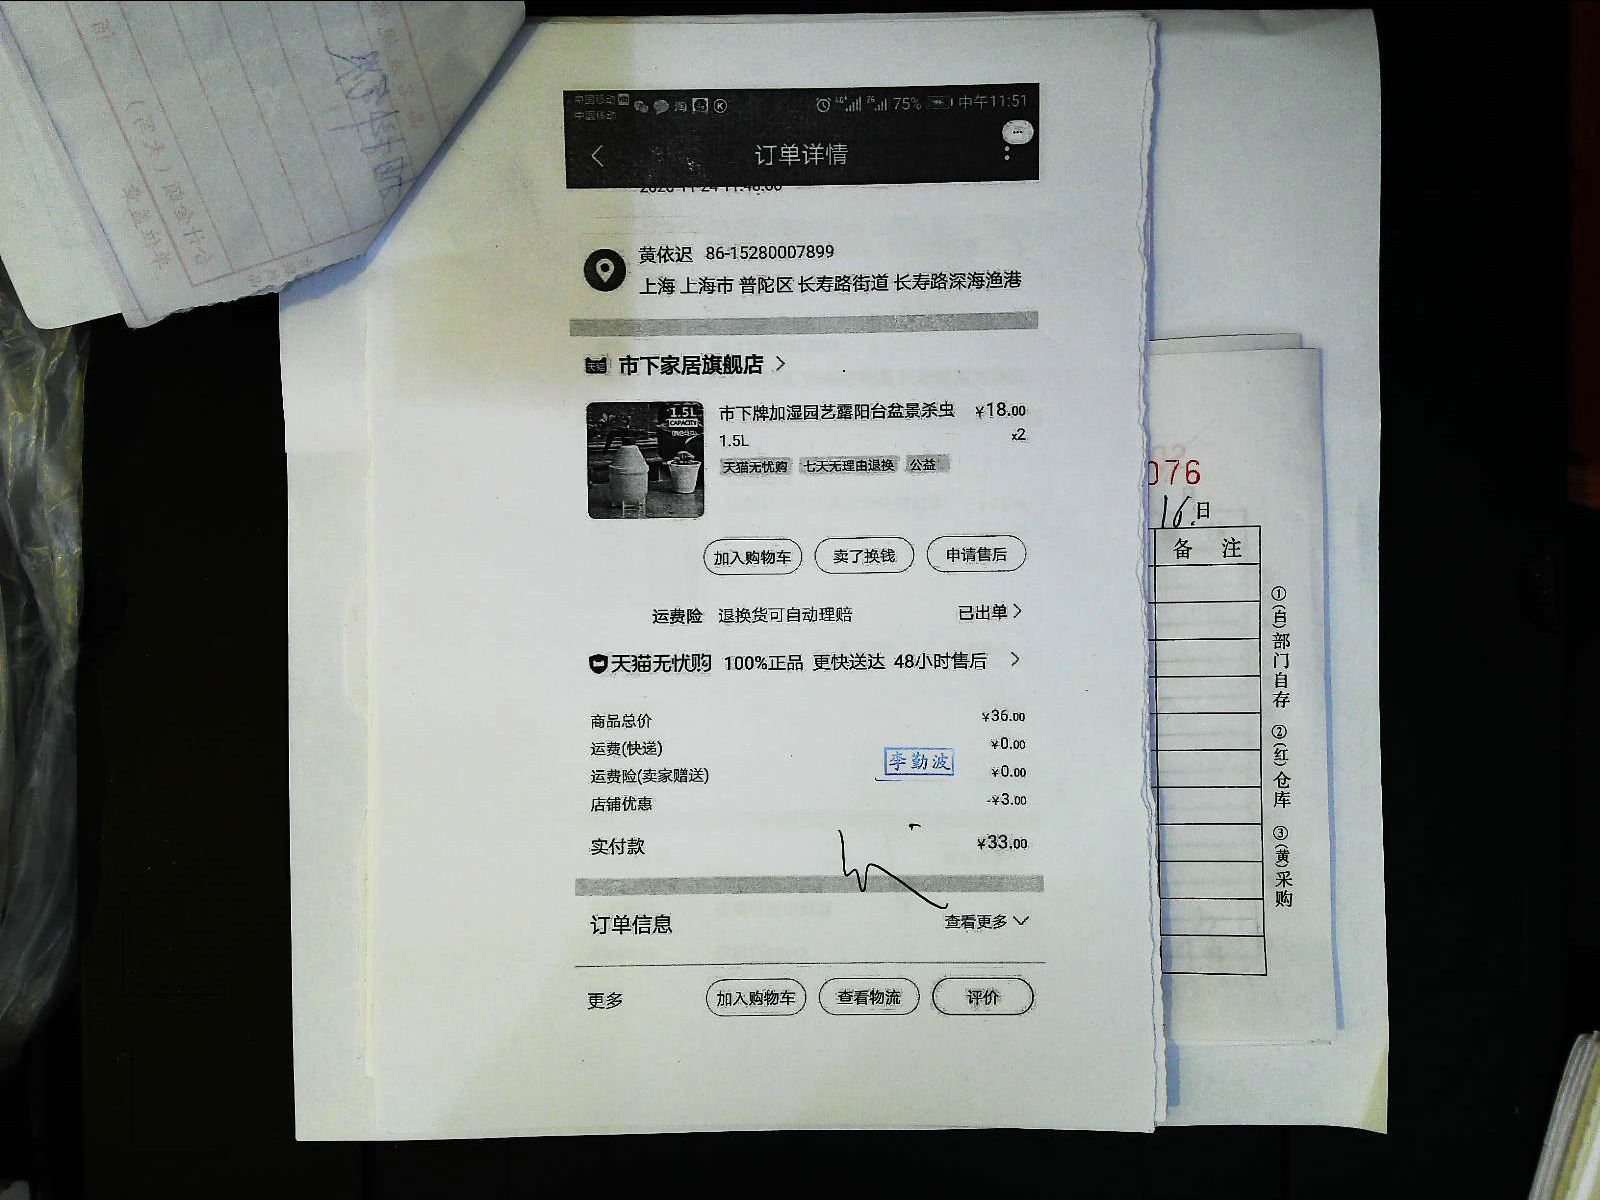 中国移动
中国移动
75% 中午11:51
订单详情
2020-11-24 11:48:00
黄依迟 86-15280007899
上海 上海市 普陀区 长寿路街道 长寿路深海渔港
市下家居旗舰店
1.5L
CAPACITY
市下牌加湿园艺露阳台盆景杀虫 ¥18.00
1.5L x2
天猫无忧购 七天无理由退换 公益
加入购物车 卖了换钱 申请售后
运费险 退换货可自动理赔 已出单
天猫无忧购 100%正品 更快送达 48小时售后
商品总价 ¥36.00
运费(快递) ¥0.00
李勤波
运费险(卖家赠送) ¥0.00
店铺优惠 -¥3.00
实付款 ¥33.00
订单信息 查看更多
更多 加入购物车 查看物流 评价
076
16.日
备 注
①(白)部门自存 ②(红)仓库 ③(黄)采购